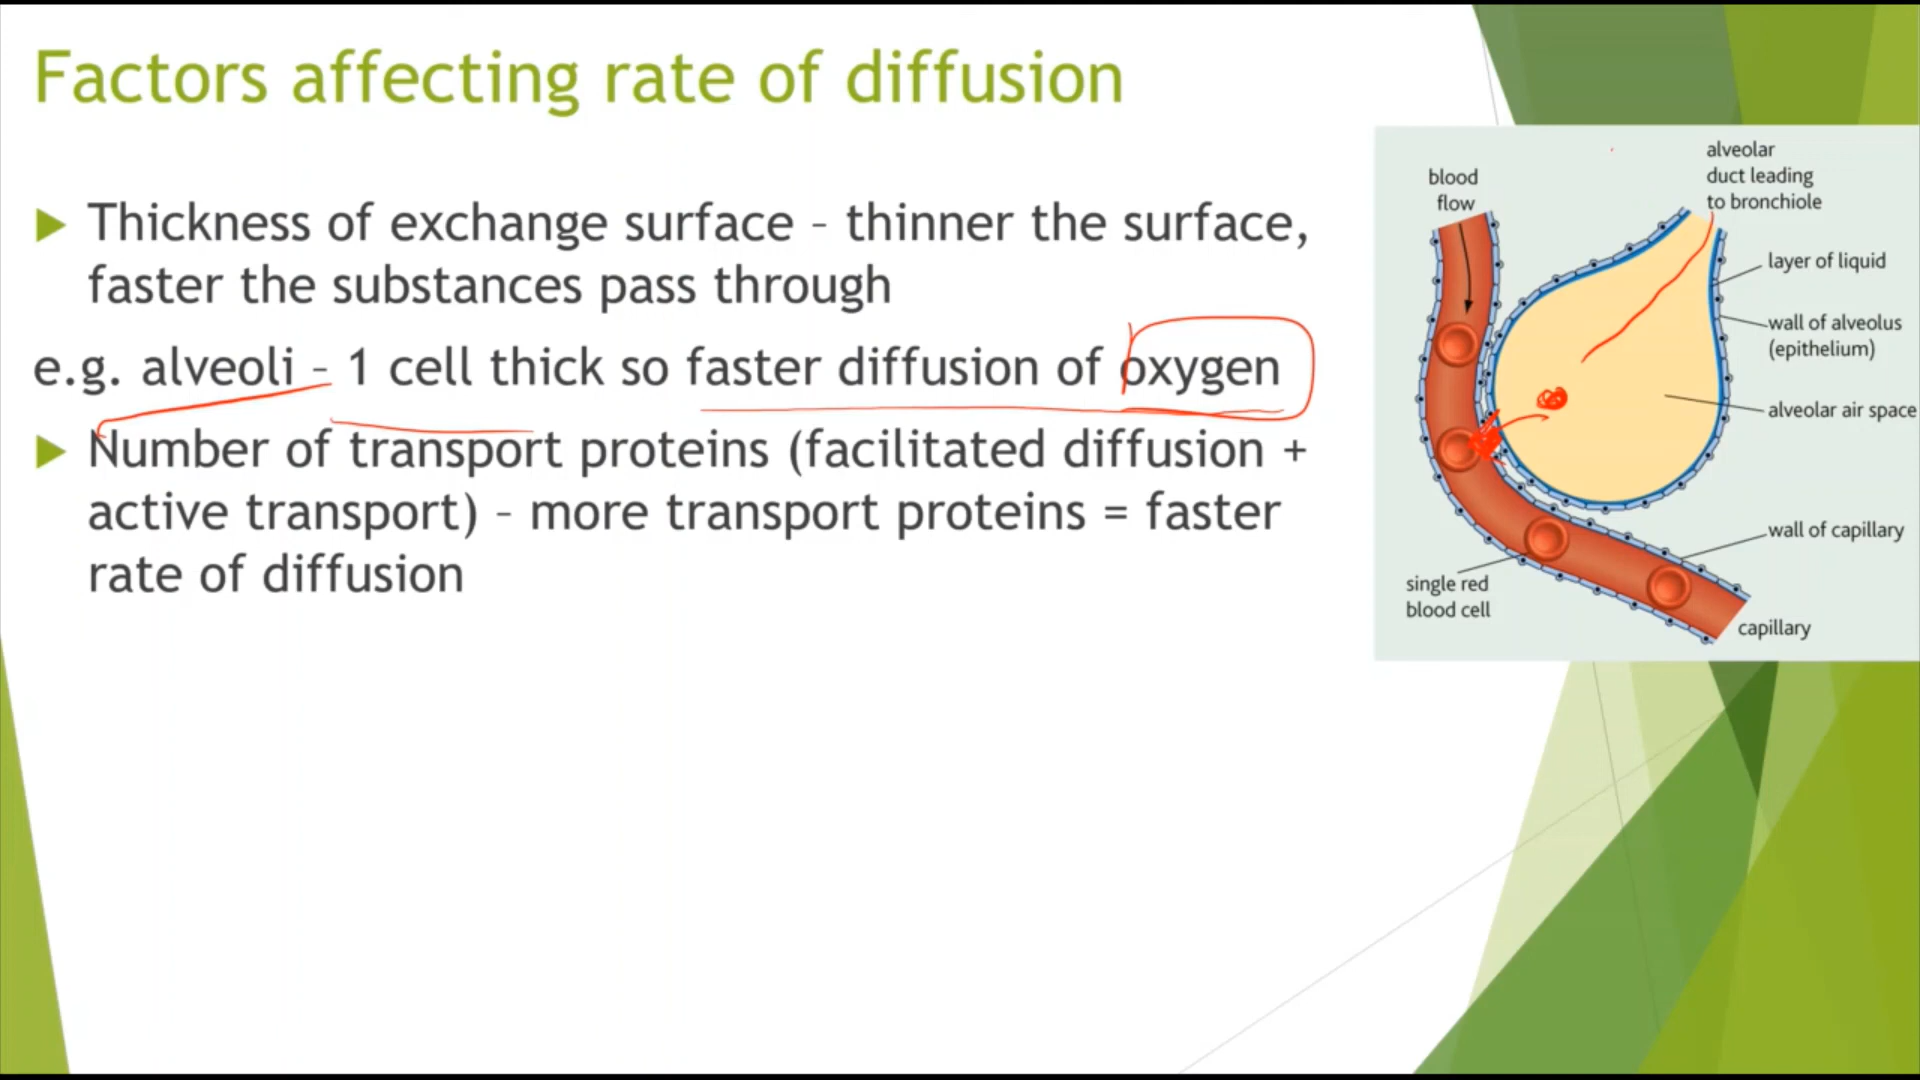 Factors affecting rate of diffusion
Thickness of exchange surface – thinner the surface,
faster the substances pass through
e.g. alveoli – 1 cell thick so faster diffusion of oxygen
Number of transport proteins (facilitated diffusion +
active transport) – more transport proteins = faster
rate of diffusion
blood
flow
alveolar
duct leading
to bronchiole
layer of liquid
wall of alveolus
(epithelium)
alveolar air space
wall of capillary
single red
blood cell
capillary